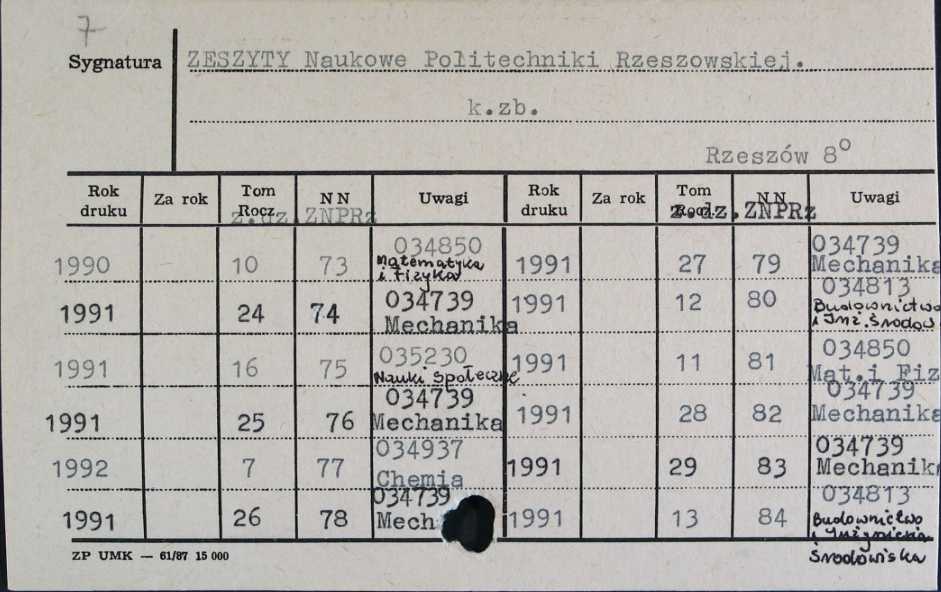 7
Sygnatura ZESZYTY Naukowe Politechniki Rzeszowskiej.
k.zb.
Rzeszów 8°
Rok druku Za rok Tom Rocz. NN Uwagi Rok druku Za rok Tom Rocz. NN Uwagi
z.dz.ZNPRz z.dz.ZNPRz
1990 10 73 034850 Matematyka i Fizyka 1991 27 79 034739 Mechanika
1991 24 74 034739 Mechanika 1991 12 80 034813 Budownictwo i Inż. Środow
1991 16 75 035230 Nauki Społeczne 1991 11 81 034850 Mat.i Fiz
1991 25 76 034739 Mechanika 1991 28 82 034739 Mechanika
1992 7 77 034937 Chemia 1991 29 83 034739 Mechanik
1991 26 78 034739 Mech 1991 13 84 034813 Budownictwo i Inżynieria Środowiska
ZP UMK — 61/87 15 000